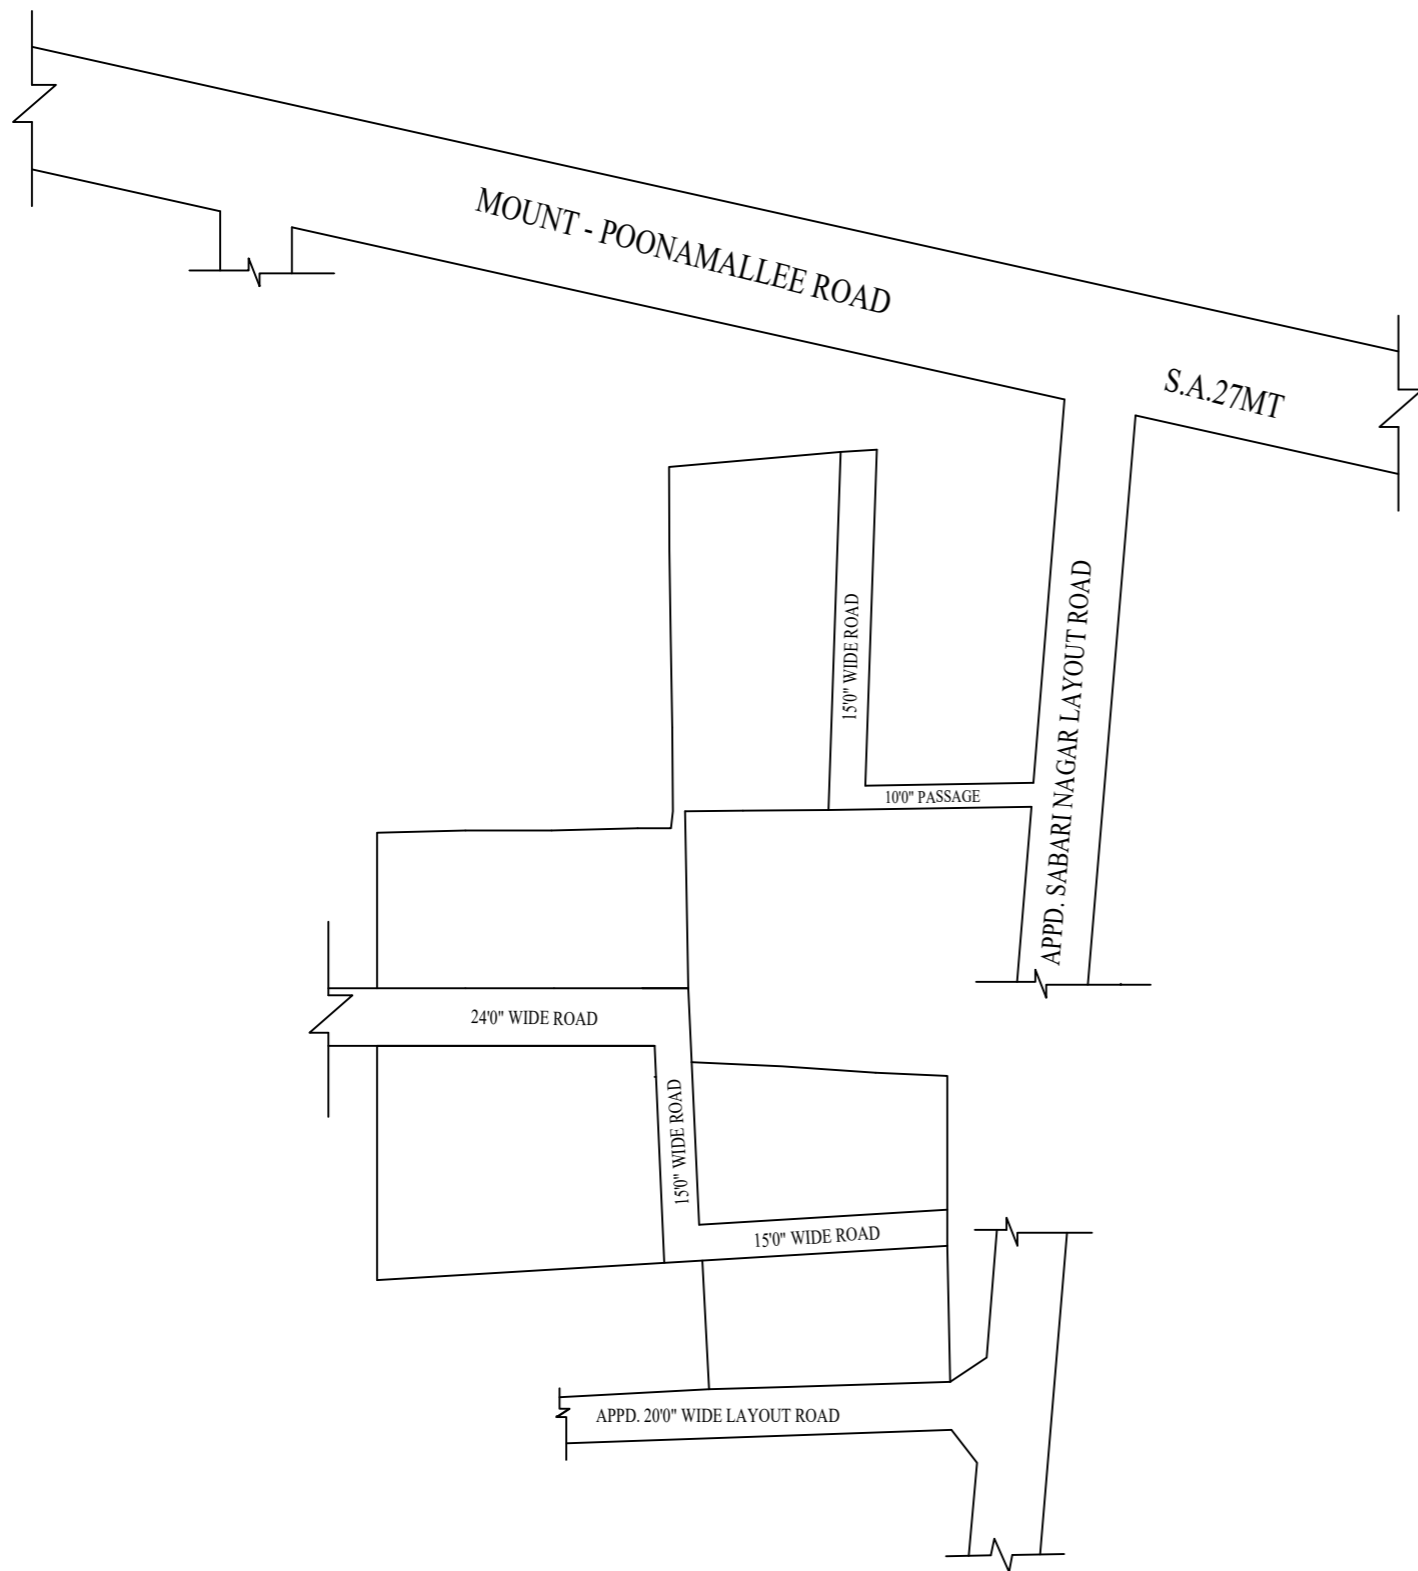 MOUNT - POONAMALLEE ROAD
S.A.27MT
APPD. SABARI NAGAR LAYOUT ROAD
15'0" WIDE ROAD
10'0" PASSAGE
24'0" WIDE ROAD
15'0" WIDE ROAD
15'0" WIDE ROAD
APPD. 20'0" WIDE LAYOUT ROAD